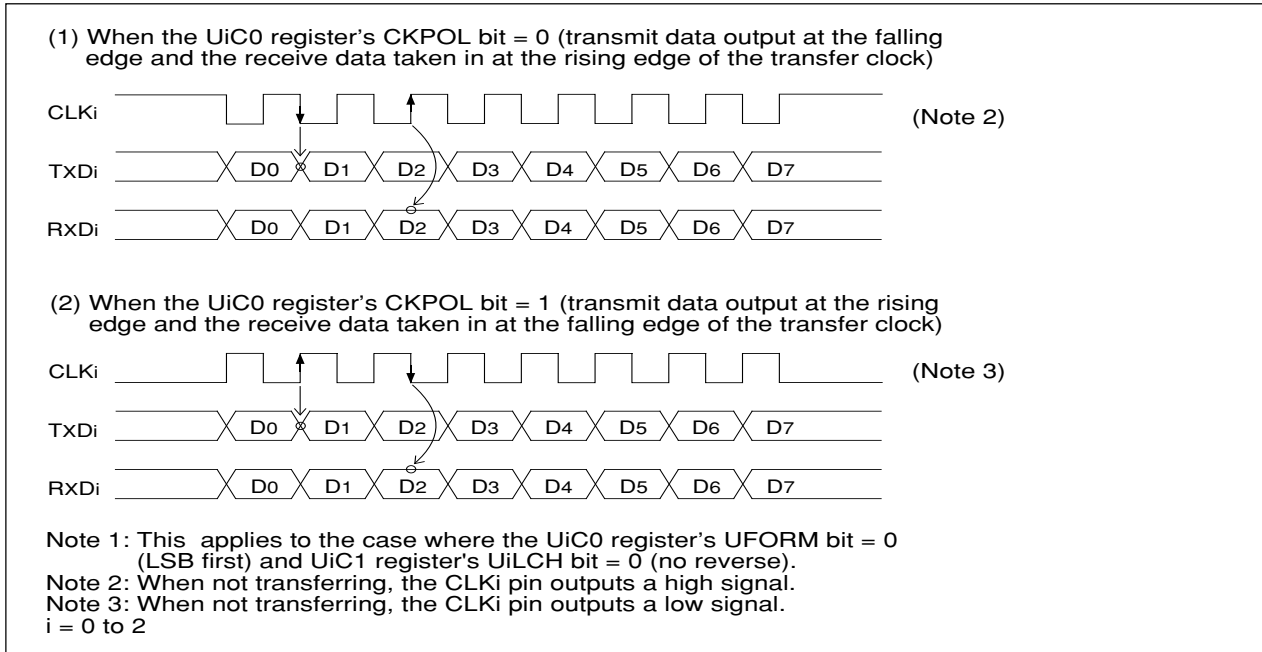 (1) When the UiC0 register's CKPOL bit = 0 (transmit data output at the falling
edge and the receive data taken in at the rising edge of the transfer clock)
CLKi
(Note 2)
TXDi
D0 D1 D2 D3 D4 D5 D6 D7
RXDi
D0 D1 D2 D3 D4 D5 D6 D7
(2) When the UiC0 register's CKPOL bit = 1 (transmit data output at the rising
edge and the receive data taken in at the falling edge of the transfer clock)
CLKi
(Note 3)
TXDi
D0 D1 D2 D3 D4 D5 D6 D7
RXDi
D0 D1 D2 D3 D4 D5 D6 D7
Note 1: This applies to the case where the UiC0 register's UFORM bit = 0
(LSB first) and UiC1 register's UiLCH bit = 0 (no reverse).
Note 2: When not transferring, the CLKi pin outputs a high signal.
Note 3: When not transferring, the CLKi pin outputs a low signal.
i = 0 to 2